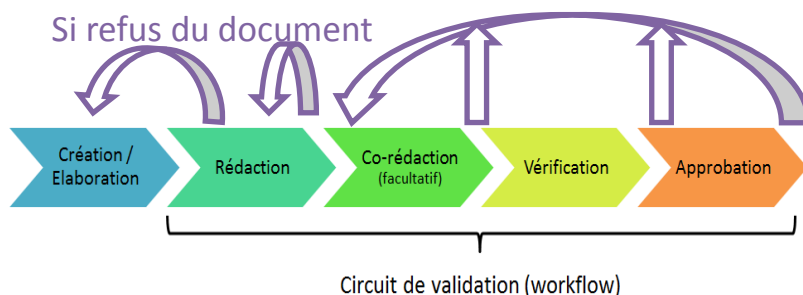 Si refus du document
Création /
Elaboration
Rédaction
Co-rédaction
(facultatif)
Vérification
Approbation
Circuit de validation (workflow)